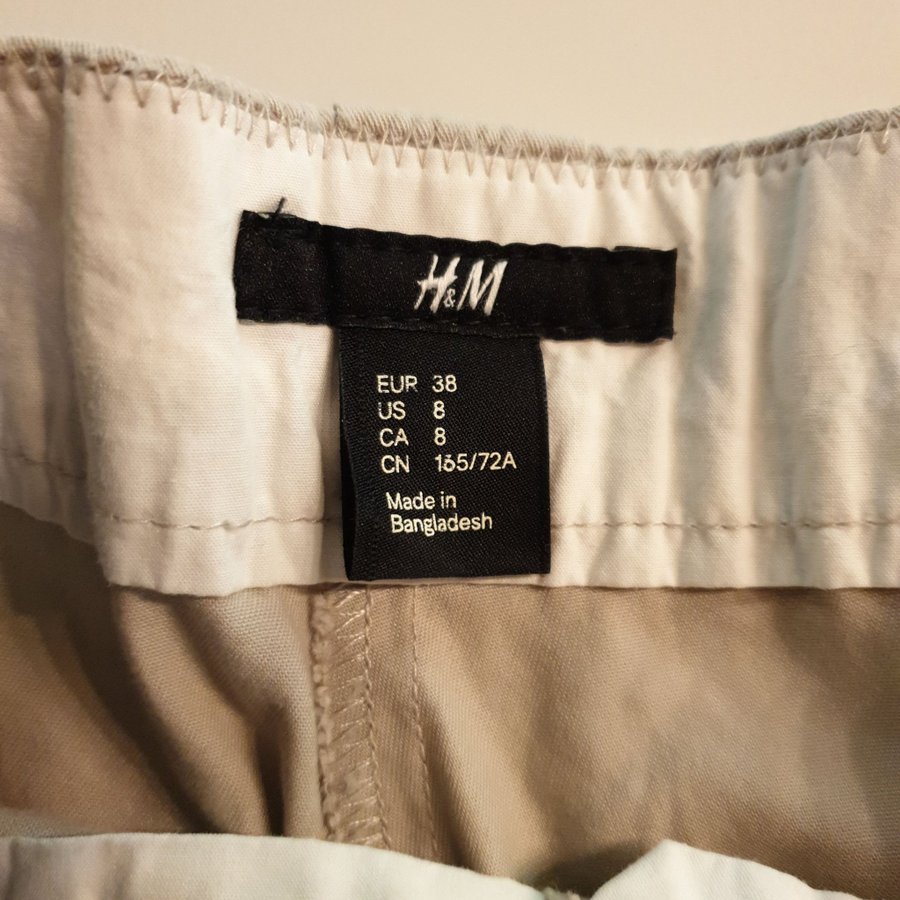 H&M
EUR 38
US 8
CA 8
CN 165/72A
Made in
Bangladesh